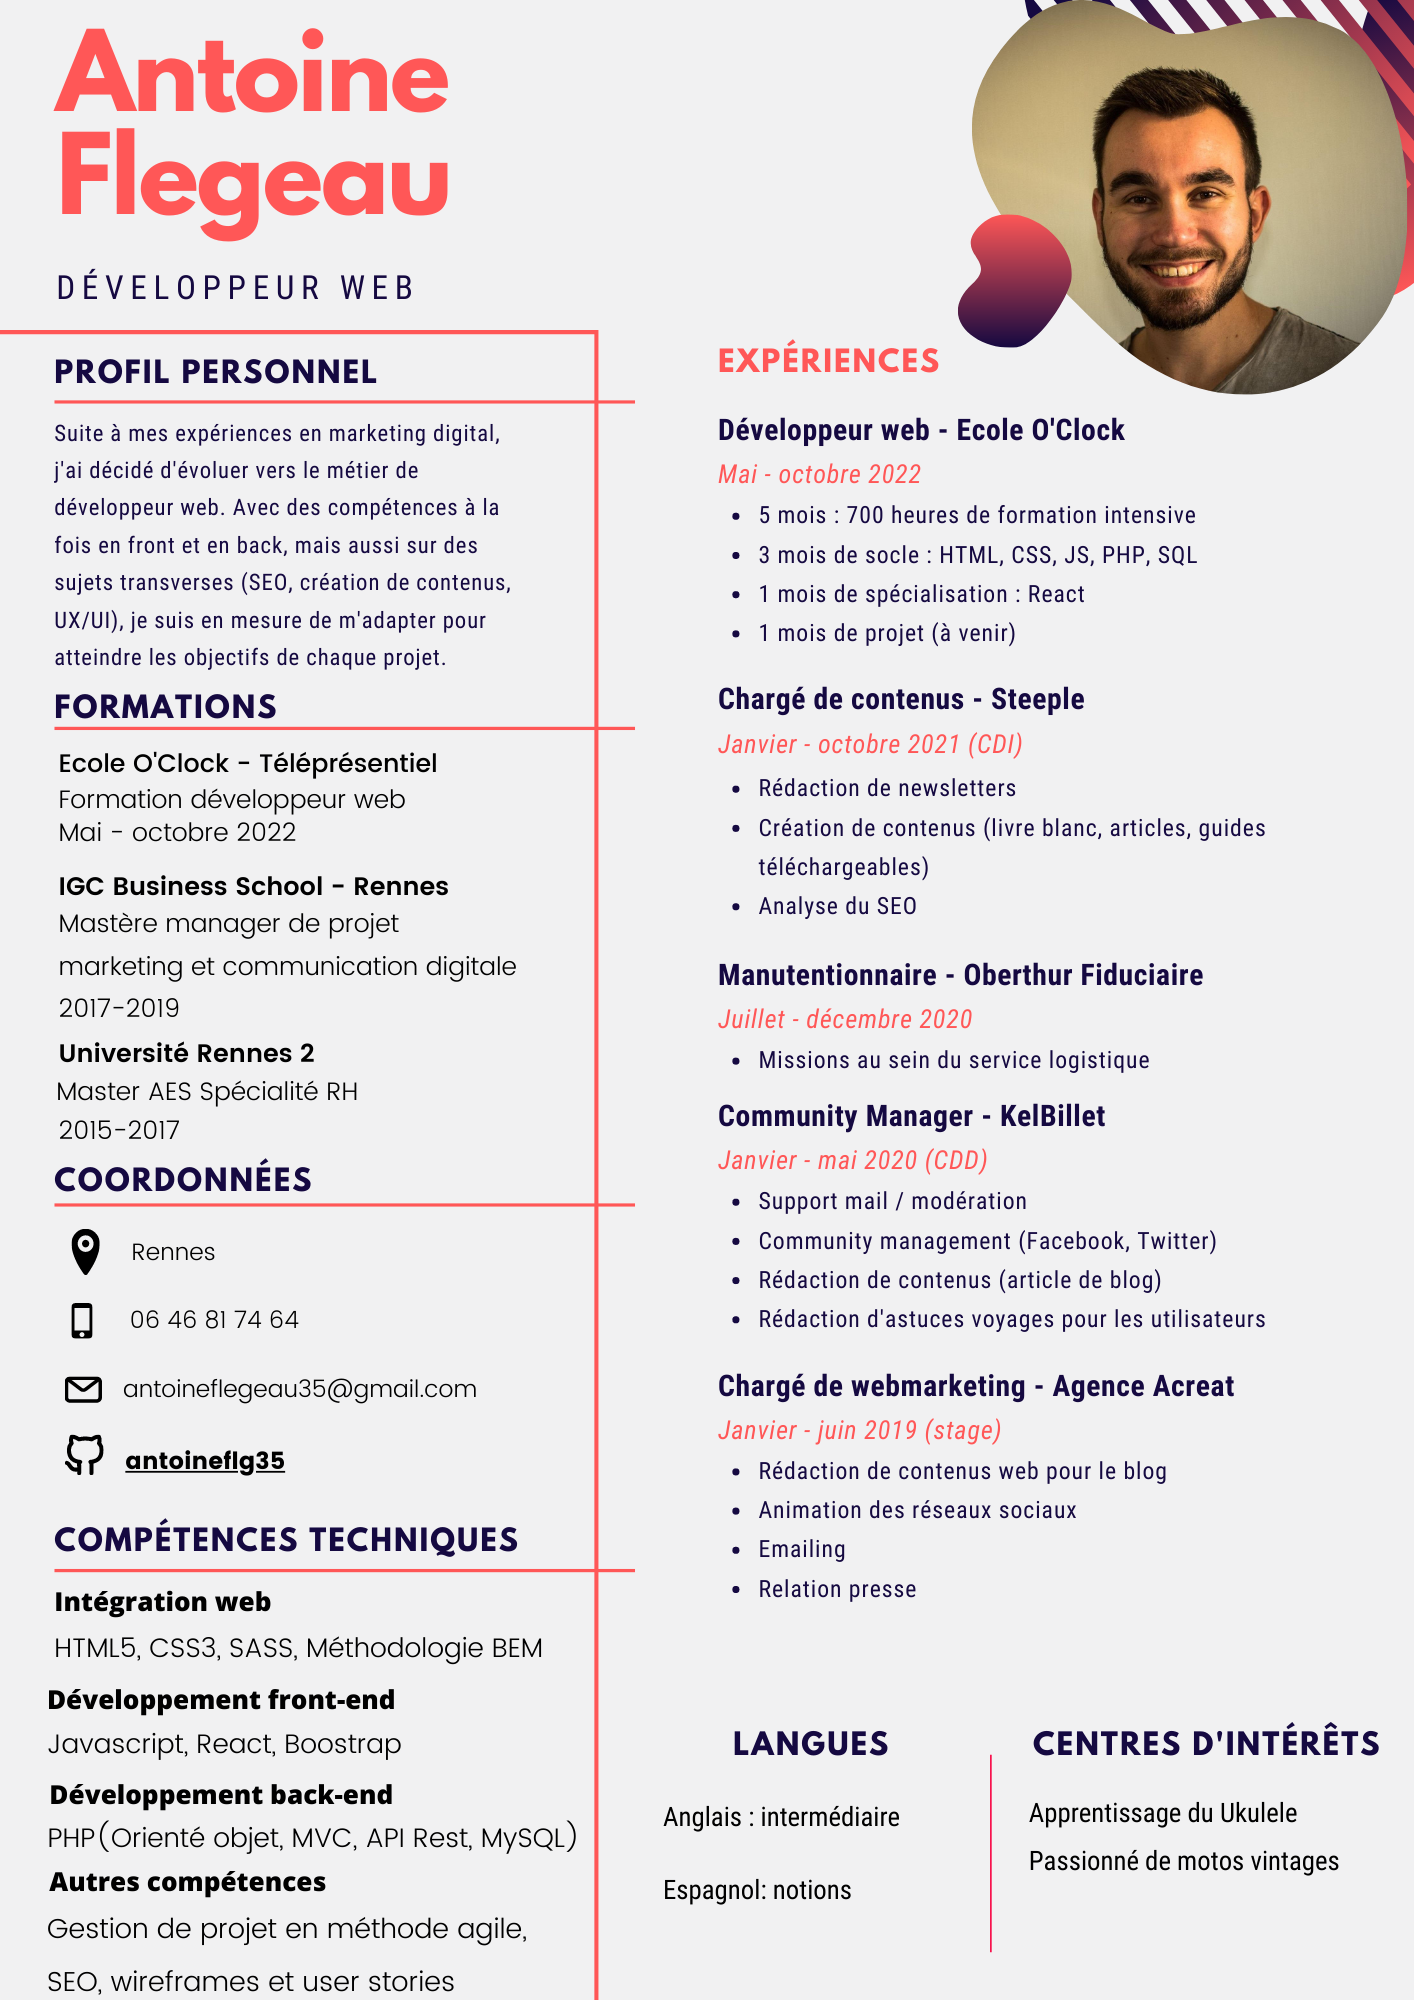 Antoine
Flegeau
DÉVELOPPEUR WEB
PROFIL PERSONNEL
Suite à mes expériences en marketing digital,
j'ai décidé d'évoluer vers le métier de
développeur web. Avec des compétences à la
fois en front et en back, mais aussi sur des
sujets transverses (SEO, création de contenus,
UX/UI), je suis en mesure de m'adapter pour
atteindre les objectifs de chaque projet.
FORMATIONS
Ecole O'Clock - Téléprésentiel
Formation développeur web
Mai - octobre 2022
IGC Business School - Rennes
Mastère manager de projet
marketing et communication digitale
2017-2019
Université Rennes 2
Master AES Spécialité RH
2015-2017
COORDONNÉES
Rennes
06 46 81 74 64
antoineflegeau35@gmail.com
antoineflg35
COMPÉTENCES TECHNIQUES
Intégration web
HTML5, CSS3, SASS, Méthodologie BEM
Développement front-end
Javascript, React, Boostrap
Développement back-end
PHP(Orienté objet, MVC, API Rest, MySQL)
Autres compétences
Gestion de projet en méthode agile,
SEO, wireframes et user stories
EXPÉRIENCES
Développeur web - Ecole O'Clock
Mai - octobre 2022
• 5 mois : 700 heures de formation intensive
• 3 mois de socle : HTML, CSS, JS, PHP, SQL
• 1 mois de spécialisation : React
• 1 mois de projet (à venir)
Chargé de contenus - Steeple
Janvier - octobre 2021 (CDI)
• Rédaction de newsletters
• Création de contenus (livre blanc, articles, guides
téléchargeables)
• Analyse du SEO
Manutentionnaire - Oberthur Fiduciaire
Juillet - décembre 2020
• Missions au sein du service logistique
Community Manager - KelBillet
Janvier - mai 2020 (CDD)
• Support mail / modération
• Community management (Facebook, Twitter)
• Rédaction de contenus (article de blog)
• Rédaction d'astuces voyages pour les utilisateurs
Chargé de webmarketing - Agence Acreat
Janvier - juin 2019 (stage)
• Rédaction de contenus web pour le blog
• Animation des réseaux sociaux
• Emailing
• Relation presse
LANGUES
Anglais : intermédiaire
Espagnol: notions
CENTRES D'INTÉRÊTS
Apprentissage du Ukulele
Passionné de motos vintages